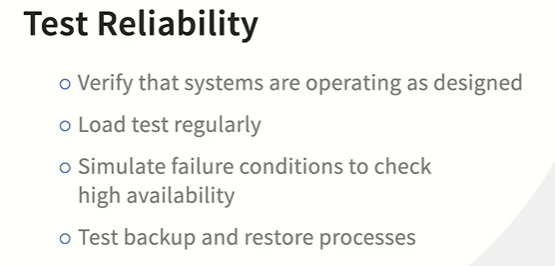 Test Reliability
Verify that systems are operating as designed
Load test regularly
Simulate failure conditions to check
high availability
Test backup and restore processes